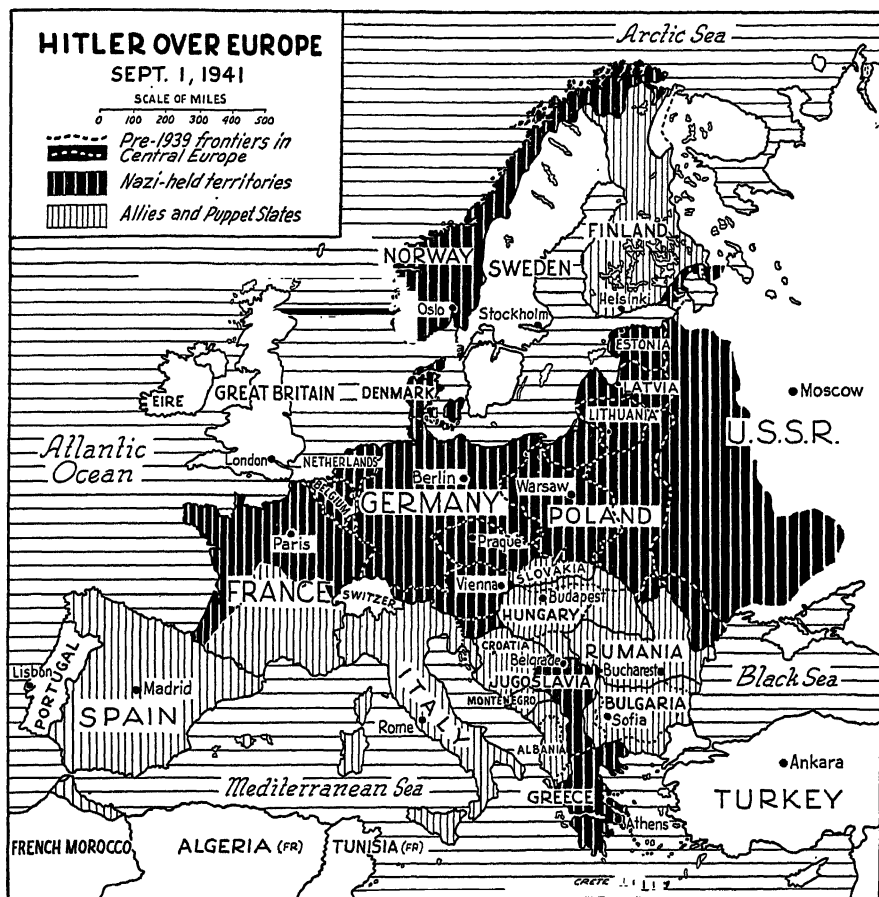 HITLER OVER EUROPE
SEPT. 1, 1941
SCALE OF MILES
0 100 200 300 400 500
Pre-1939 frontiers in
Central Europe
Nazi-held territories
Allies and Puppet States
Arctic Sea
NORWAY
SWEDEN
FINLAND
Helsinki
Oslo
Stockholm
ESTONIA
LATVIA
LITHUANIA
Moscow
U.S.S.R.
EIRE
GREAT BRITAIN
DENMARK
Atlantic
Ocean
London
NETHERLANDS
BELGIUM
Berlin
GERMANY
Warsaw
POLAND
Paris
Prague
FRANCE
SWITZER.
Vienna
SLOVAKIA
Budapest
HUNGARY
CROATIA
Belgrade
JUGOSLAVIA
MONTENEGRO
RUMANIA
Bucharest
BULGARIA
Sofia
Black Sea
Lisbon
PORTUGAL
Madrid
SPAIN
ITALY
Rome
ALBANIA
GREECE
Athens
Ankara
TURKEY
Mediterranean Sea
FRENCH MOROCCO
ALGERIA (FR)
TUNISIA (FR)
CRETE